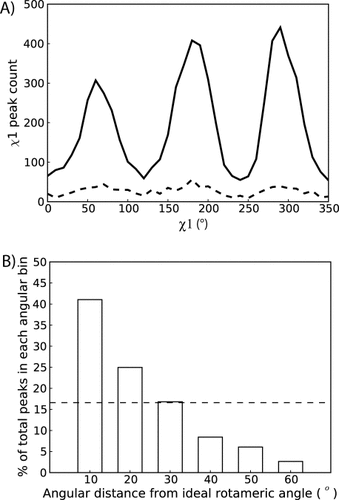 A)
500
400
300
200
100
0
χ1 peak count
0 50 100 150 200 250 300 350
χ1 (°)
B)
50
45
40
35
30
25
20
15
10
5
0
% of total peaks in each angular bin
10 20 30 40 50 60
Angular distance from ideal rotameric angle (°)